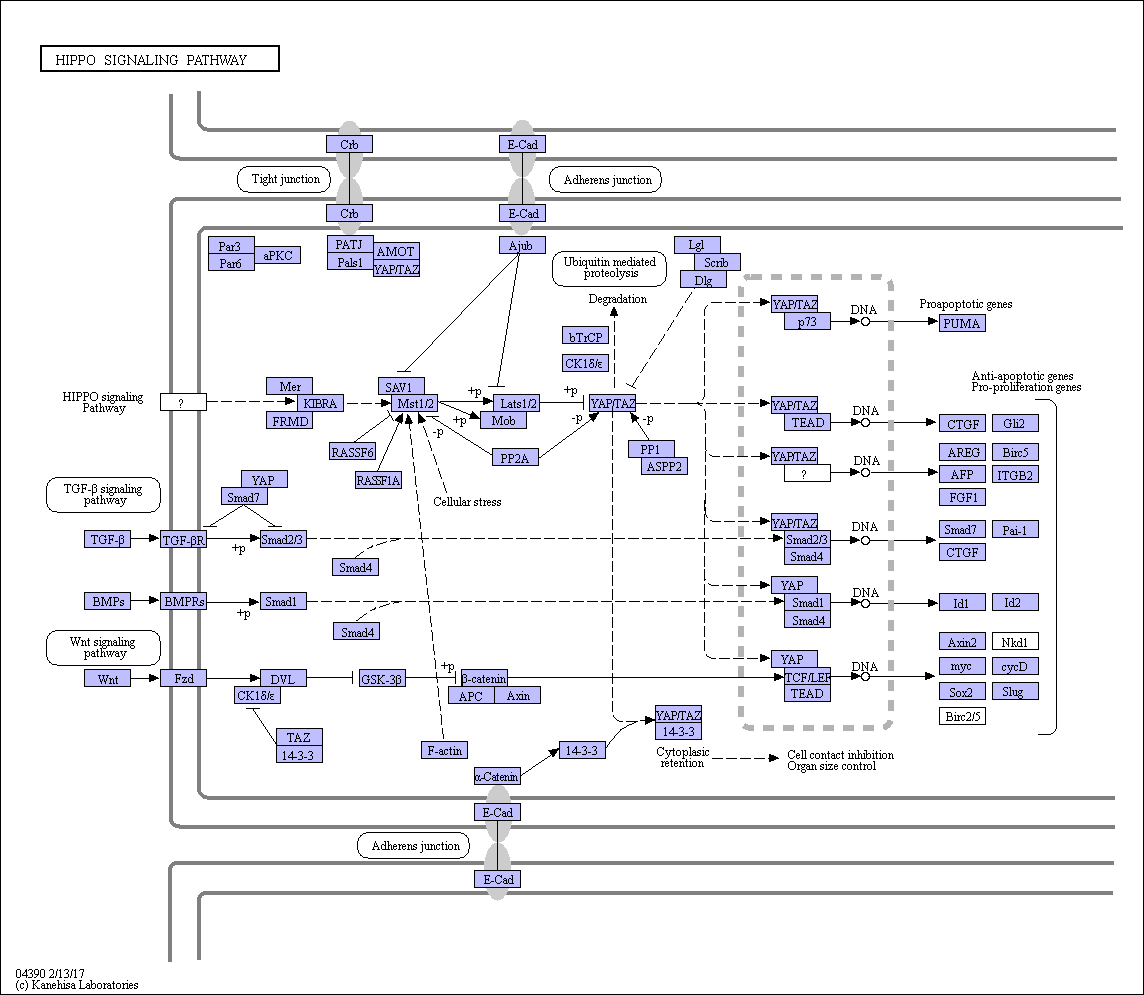 HIPPO SIGNALING PATHWAY
Crb
E-Cad
Tight junction
Adherens junction
Crb
E-Cad
Par3
Par6
aPKC
PATJ
Pals1
AMOT
YAP/TAZ
Ajub
Ubiquitin mediated
proteolysis
Lgl
Scrib
Dlg
Degradation
bTrCP
CK1δ/ε
YAP/TAZ
p73
DNA
Proapoptotic genes
PUMA
HIPPO signaling
Pathway
?
Mer
KIBRA
FRMD
SAV1
Mst1/2
+p
+p
-p
Lats1/2
Mob
+p
-p
YAP/TAZ
-p
RASSF6
RASSF1A
PP2A
PP1
ASPP2
Cellular stress
YAP/TAZ
TEAD
DNA
Anti-apoptotic genes
Pro-proliferation genes
CTGF
Gli2
YAP/TAZ
?
DNA
AREG
Birc5
AFP
ITGB2
FGF1
TGF-β signaling
pathway
YAP
Smad7
TGF-β
TGF-βR
+p
Smad2/3
Smad4
YAP/TAZ
Smad2/3
Smad4
DNA
Smad7
Pai-1
CTGF
BMPs
BMPRs
+p
Smad1
Smad4
YAP
Smad1
Smad4
DNA
Id1
Id2
Wnt signaling
pathway
Wnt
Fzd
DVL
CK1δ/ε
GSK-3β
+p
β-catenin
APC
Axin
YAP
TCF/LEF
TEAD
DNA
Axin2
Nkd1
myc
cycD
Sox2
Slug
Birc2/5
TAZ
14-3-3
F-actin
14-3-3
YAP/TAZ
14-3-3
Cytoplasic
retention
Cell contact inhibition
Organ size control
α-Catenin
E-Cad
Adherens junction
E-Cad
04390 2/13/17
(c) Kanehisa Laboratories